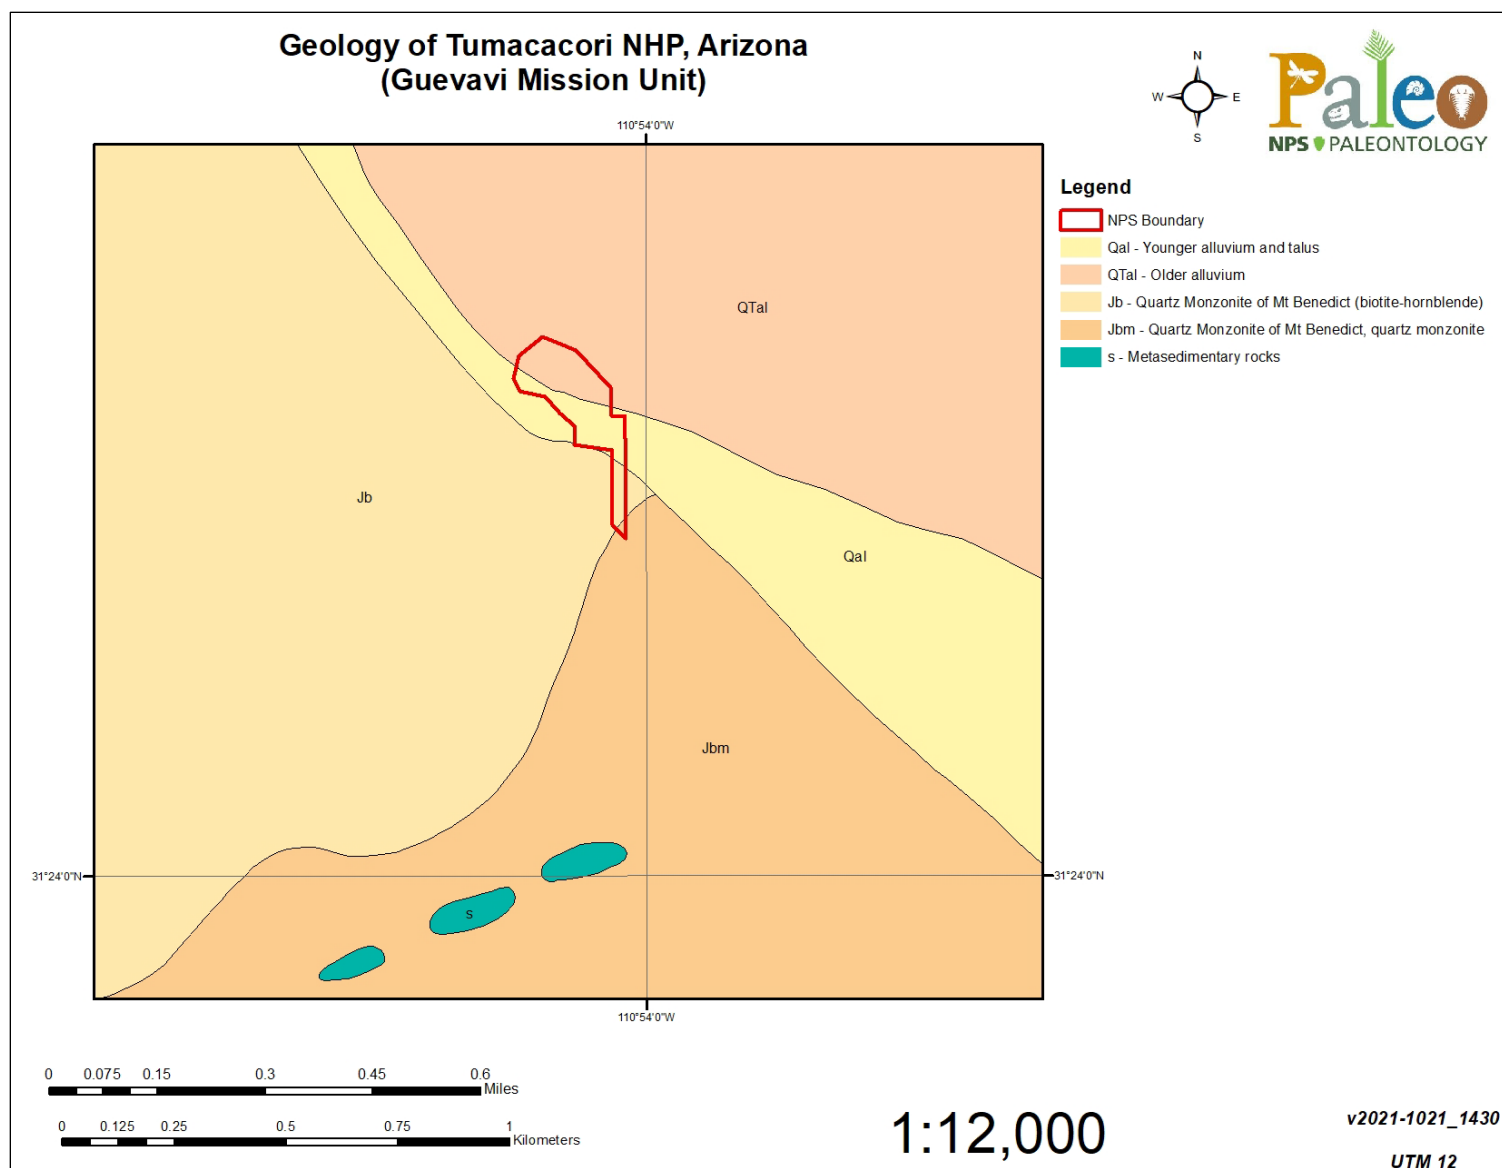 Geology of Tumacacori NHP, Arizona
(Guevavi Mission Unit)
N
W E
S
Paleo
NPS PALEONTOLOGY
110°54'0"W
Legend
NPS Boundary
Qal - Younger alluvium and talus
QTal - Older alluvium
Jb - Quartz Monzonite of Mt Benedict (biotite-hornblende)
Jbm - Quartz Monzonite of Mt Benedict, quartz monzonite
s - Metasedimentary rocks
QTal
Jb
Qal
Jbm
31°24'0"N
31°24'0"N
s
110°54'0"W
0 0.075 0.15 0.3 0.45 0.6
Miles
0 0.125 0.25 0.5 0.75 1
Kilometers
1:12,000
v2021-1021_1430
UTM 12